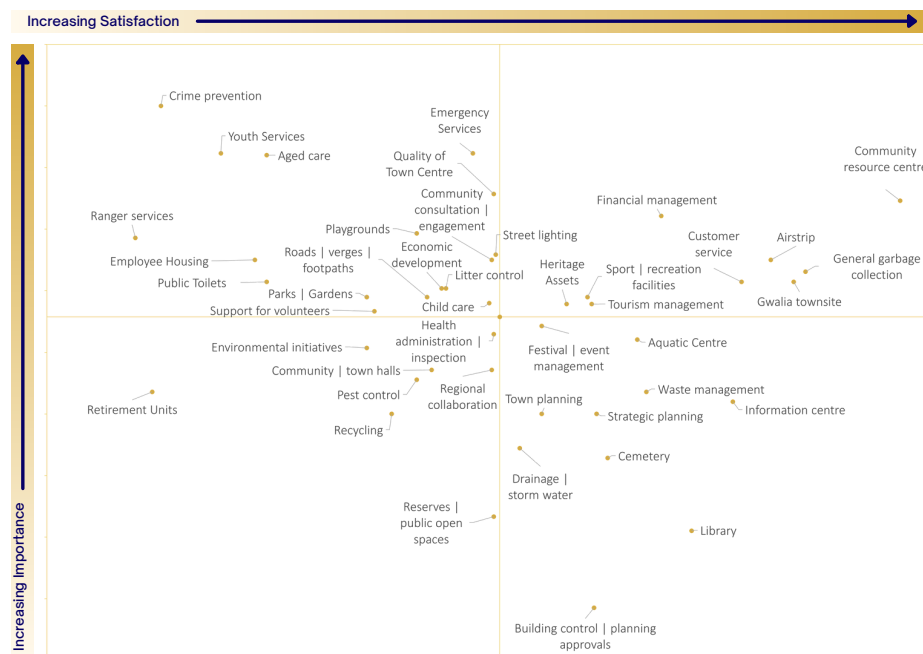 Increasing Satisfaction
Increasing Importance
Crime prevention
Emergency
Services
Youth Services
Aged care
Quality of
Town Centre
Community
resource centre
Community
consultation |
engagement
Financial management
Ranger services
Playgrounds
Street lighting
Customer
service
Airstrip
Roads | verges |
footpaths
Economic
development
Employee Housing
General garbage
collection
Heritage
Assets
Sport | recreation
facilities
Litter control
Public Toilets
Parks | Gardens
Gwalia townsite
Tourism management
Child care
Support for volunteers
Health
administration |
inspection
Environmental initiatives
Festival | event
management
Aquatic Centre
Community | town halls
Pest control
Regional
collaboration
Waste management
Town planning
Retirement Units
Information centre
Strategic planning
Recycling
Cemetery
Drainage |
storm water
Reserves |
public open
spaces
Library
Building control | planning
approvals